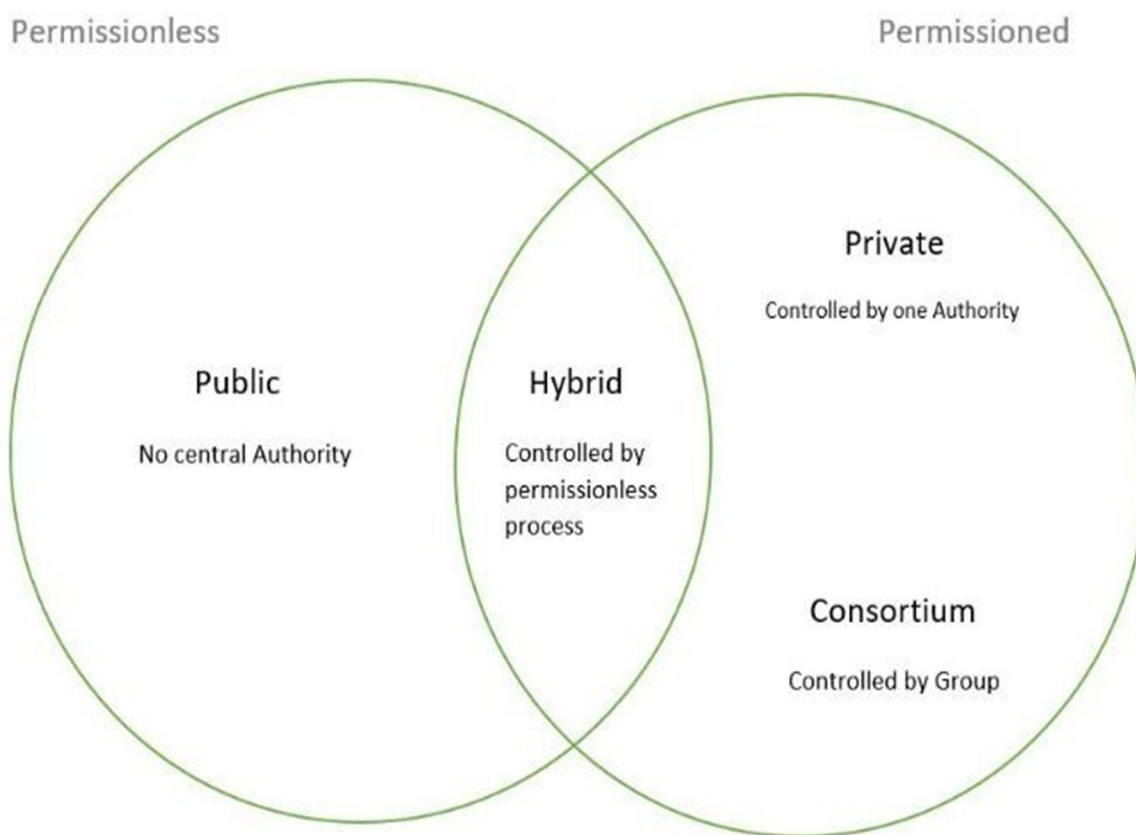 Permissionless
Permissioned
Public
No central Authority
Hybrid
Controlled by
permissionless
process
Private
Controlled by one Authority
Consortium
Controlled by Group